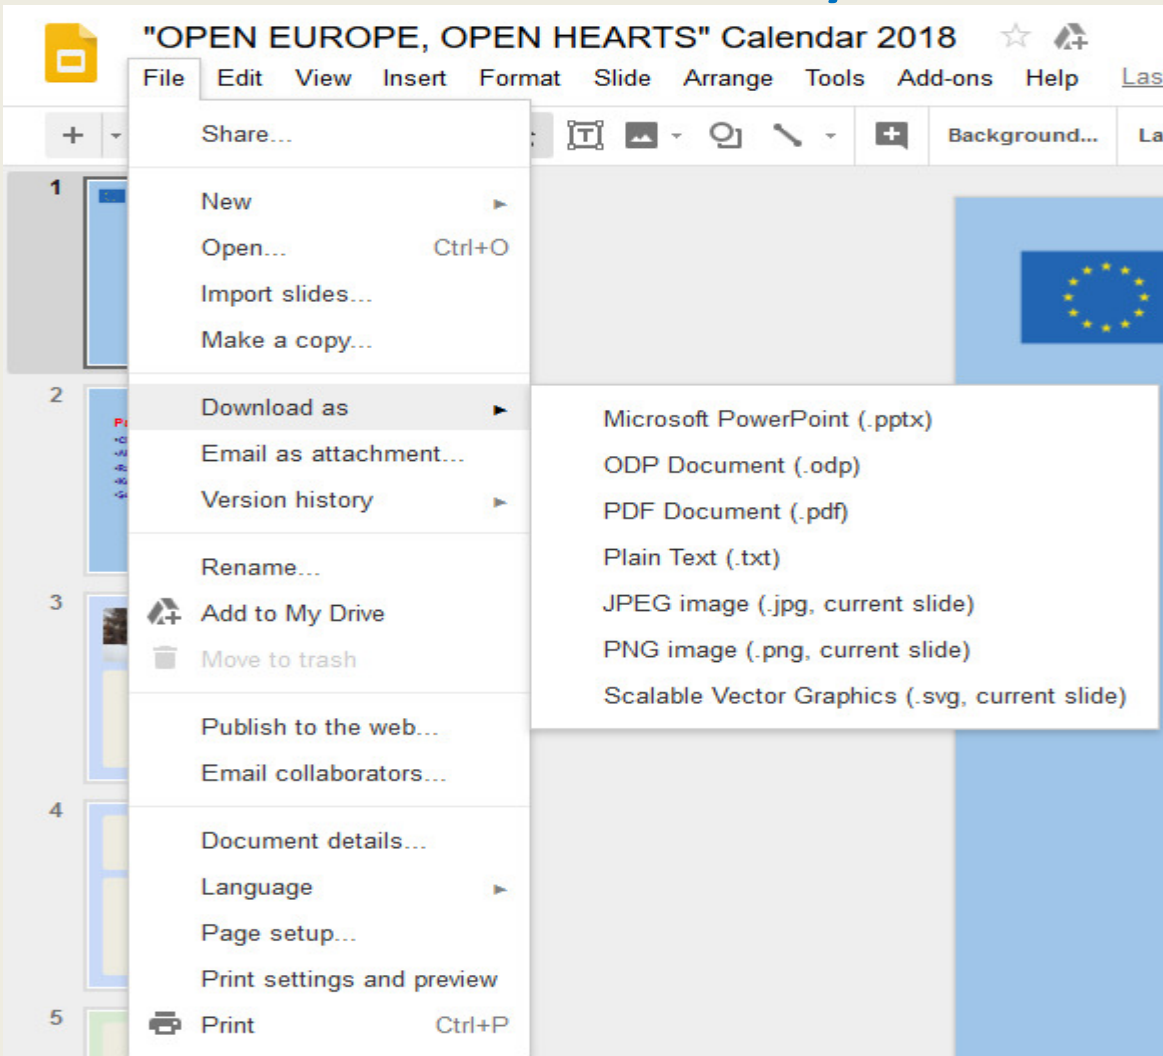 "OPEN EUROPE, OPEN HEARTS" Calendar 2018
File Edit View Insert Format Slide Arrange Tools Add-ons Help Las
Background... La
Share...
New
Open... Ctrl+O
Import slides...
Make a copy...
Download as
Email as attachment...
Version history
Rename...
Add to My Drive
Move to trash
Publish to the web...
Email collaborators...
Document details...
Language
Page setup...
Print settings and preview
Print Ctrl+P
Microsoft PowerPoint (.pptx)
ODP Document (.odp)
PDF Document (.pdf)
Plain Text (.txt)
JPEG image (.jpg, current slide)
PNG image (.png, current slide)
Scalable Vector Graphics (.svg, current slide)
1
2
3
4
5